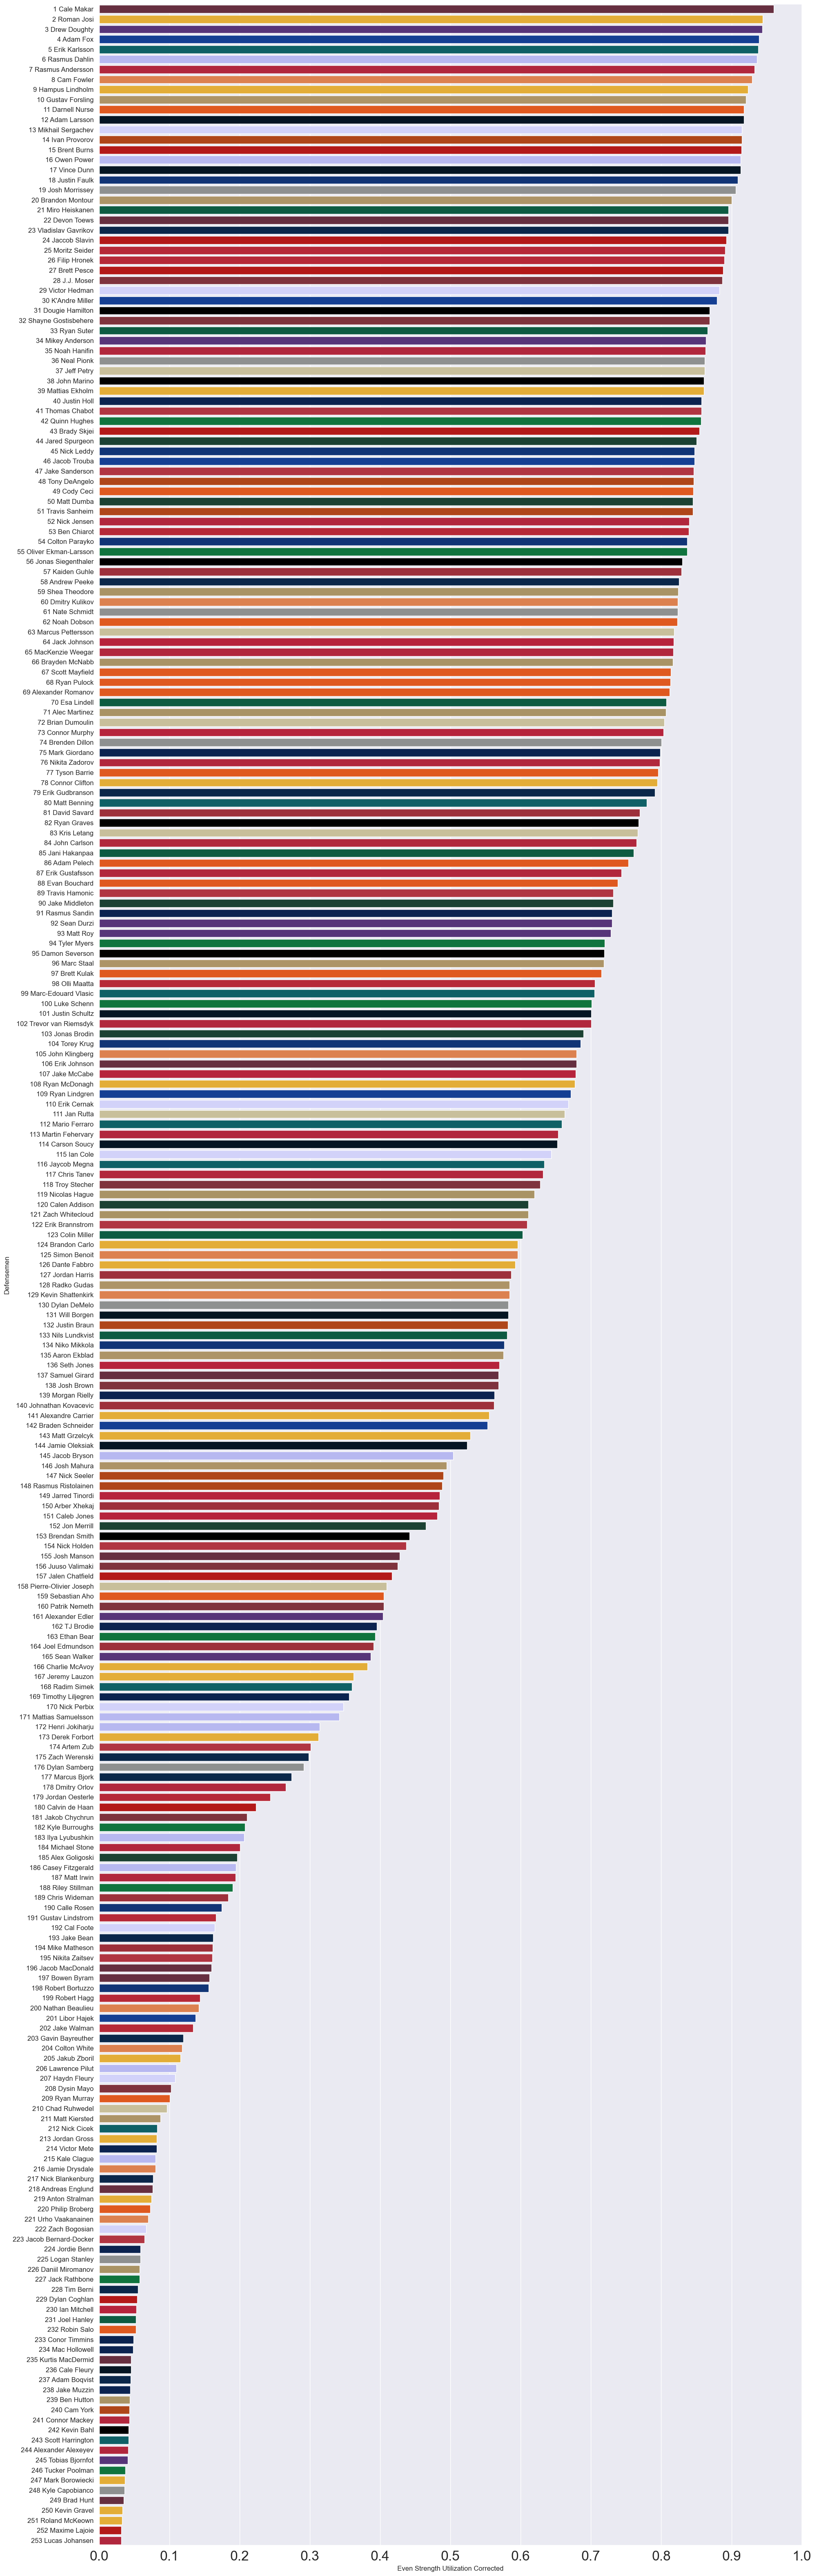 1 Cale Makar
2 Roman Josi
3 Drew Doughty
4 Adam Fox
5 Erik Karlsson
6 Rasmus Dahlin
7 Rasmus Andersson
8 Cam Fowler
9 Hampus Lindholm
10 Gustav Forsling
11 Darnell Nurse
12 Adam Larsson
13 Mikhail Sergachev
14 Ivan Provorov
15 Brent Burns
16 Owen Power
17 Vince Dunn
18 Justin Faulk
19 Josh Morrissey
20 Brandon Montour
21 Miro Heiskanen
22 Devon Toews
23 Vladislav Gavrikov
24 Jaccob Slavin
25 Moritz Seider
26 Filip Hronek
27 Brett Pesce
28 J.J. Moser
29 Victor Hedman
30 K'Andre Miller
31 Dougie Hamilton
32 Shayne Gostisbehere
33 Ryan Suter
34 Mikey Anderson
35 Noah Hanifin
36 Neal Pionk
37 Jeff Petry
38 John Marino
39 Mattias Ekholm
40 Justin Holl
41 Thomas Chabot
42 Quinn Hughes
43 Brady Skjei
44 Jared Spurgeon
45 Nick Leddy
46 Jacob Trouba
47 Jake Sanderson
48 Tony DeAngelo
49 Cody Ceci
50 Matt Dumba
51 Travis Sanheim
52 Nick Jensen
53 Ben Chiarot
54 Colton Parayko
55 Oliver Ekman-Larsson
56 Jonas Siegenthaler
57 Kaiden Guhle
58 Andrew Peeke
59 Shea Theodore
60 Dmitry Kulikov
61 Nate Schmidt
62 Noah Dobson
63 Marcus Pettersson
64 Jack Johnson
65 MacKenzie Weegar
66 Brayden McNabb
67 Scott Mayfield
68 Ryan Pulock
69 Alexander Romanov
70 Esa Lindell
71 Alec Martinez
72 Brian Dumoulin
73 Connor Murphy
74 Brenden Dillon
75 Mark Giordano
76 Nikita Zadorov
77 Tyson Barrie
78 Connor Clifton
79 Erik Gudbranson
80 Matt Benning
81 David Savard
82 Ryan Graves
83 Kris Letang
84 John Carlson
85 Jani Hakanpaa
86 Adam Pelech
87 Erik Gustafsson
88 Evan Bouchard
89 Travis Hamonic
90 Jake Middleton
91 Rasmus Sandin
92 Sean Durzi
93 Matt Roy
94 Tyler Myers
95 Damon Severson
96 Marc Staal
97 Brett Kulak
98 Olli Maatta
99 Marc-Edouard Vlasic
100 Luke Schenn
101 Justin Schultz
102 Trevor van Riemsdyk
103 Jonas Brodin
104 Torey Krug
105 John Klingberg
106 Erik Johnson
107 Jake McCabe
108 Ryan McDonagh
109 Ryan Lindgren
110 Erik Cernak
111 Jan Rutta
112 Mario Ferraro
113 Martin Fehervary
114 Carson Soucy
115 Ian Cole
116 Jaycob Megna
117 Chris Tanev
118 Troy Stecher
119 Nicolas Hague
120 Calen Addison
121 Zach Whitecloud
122 Erik Brannstrom
123 Colin Miller
124 Brandon Carlo
125 Simon Benoit
126 Dante Fabbro
127 Jordan Harris
128 Radko Gudas
129 Kevin Shattenkirk
130 Dylan DeMelo
131 Will Borgen
132 Justin Braun
133 Nils Lundkvist
134 Niko Mikkola
135 Aaron Ekblad
136 Seth Jones
137 Samuel Girard
138 Josh Brown
139 Morgan Rielly
140 Johnathan Kovacevic
141 Alexandre Carrier
142 Braden Schneider
143 Matt Grzelcyk
144 Jamie Oleksiak
145 Jacob Bryson
146 Josh Mahura
147 Nick Seeler
148 Rasmus Ristolainen
149 Jarred Tinordi
150 Arber Xhekaj
151 Caleb Jones
152 Jon Merrill
153 Brendan Smith
154 Nick Holden
155 Josh Manson
156 Juuso Valimaki
157 Jalen Chatfield
158 Pierre-Olivier Joseph
159 Sebastian Aho
160 Patrik Nemeth
161 Alexander Edler
162 TJ Brodie
163 Ethan Bear
164 Joel Edmundson
165 Sean Walker
166 Charlie McAvoy
167 Jeremy Lauzon
168 Radim Simek
169 Timothy Liljegren
170 Nick Perbix
171 Mattias Samuelsson
172 Henri Jokiharju
173 Derek Forbort
174 Artem Zub
175 Zach Werenski
176 Dylan Samberg
177 Marcus Bjork
178 Dmitry Orlov
179 Jordan Oesterle
180 Calvin de Haan
181 Jakob Chychrun
182 Kyle Burroughs
183 Ilya Lyubushkin
184 Michael Stone
185 Alex Goligoski
186 Casey Fitzgerald
187 Matt Irwin
188 Riley Stillman
189 Chris Wideman
190 Calle Rosen
191 Gustav Lindstrom
192 Cal Foote
193 Jake Bean
194 Mike Matheson
195 Nikita Zaitsev
196 Jacob MacDonald
197 Bowen Byram
198 Robert Bortuzzo
199 Robert Hagg
200 Nathan Beaulieu
201 Libor Hajek
202 Jake Walman
203 Gavin Bayreuther
204 Colton White
205 Jakub Zboril
206 Lawrence Pilut
207 Haydn Fleury
208 Dysin Mayo
209 Ryan Murray
210 Chad Ruhwedel
211 Matt Kiersted
212 Nick Cicek
213 Jordan Gross
214 Victor Mete
215 Kale Clague
216 Jamie Drysdale
217 Nick Blankenburg
218 Andreas Englund
219 Anton Stralman
220 Philip Broberg
221 Urho Vaakanainen
222 Zach Bogosian
223 Jacob Bernard-Docker
224 Jordie Benn
225 Logan Stanley
226 Daniil Miromanov
227 Jack Rathbone
228 Tim Berni
229 Dylan Coghlan
230 Ian Mitchell
231 Joel Hanley
232 Robin Salo
233 Conor Timmins
234 Mac Hollowell
235 Kurtis MacDermid
236 Cale Fleury
237 Adam Boqvist
238 Jake Muzzin
239 Ben Hutton
240 Cam York
241 Connor Mackey
242 Kevin Bahl
243 Scott Harrington
244 Alexander Alexeyev
245 Tobias Bjornfot
246 Tucker Poolman
247 Mark Borowiecki
248 Kyle Capobianco
249 Brad Hunt
250 Kevin Gravel
251 Roland McKeown
252 Maxime Lajoie
253 Lucas Johansen
Defensemen
0.0 0.1 0.2 0.3 0.4 0.5 0.6 0.7 0.8 0.9 1.0
Even Strength Utilization Corrected